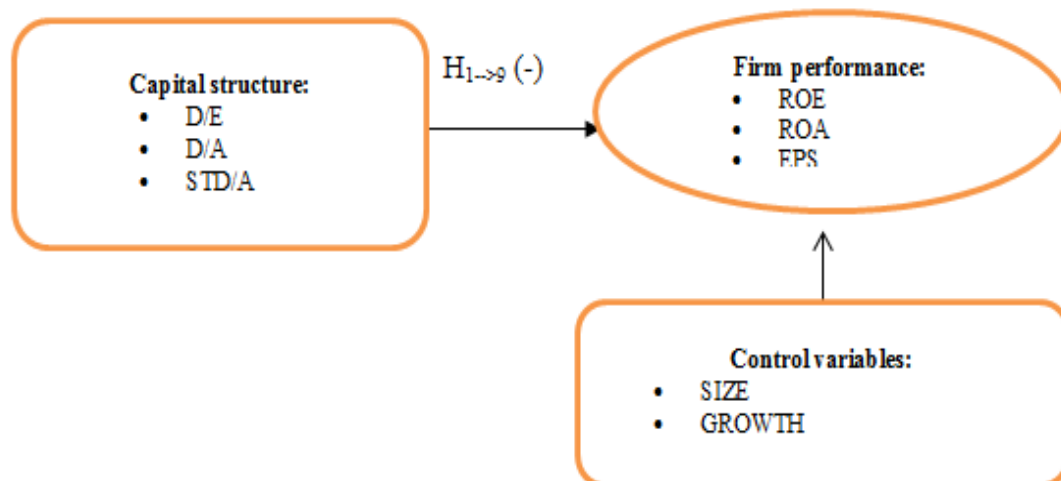 Capital structure:
• D/E
• D/A
• STD/A
H1-->9 (-)
Firm performance:
• ROE
• ROA
• EPS
Control variables:
• SIZE
• GROWTH